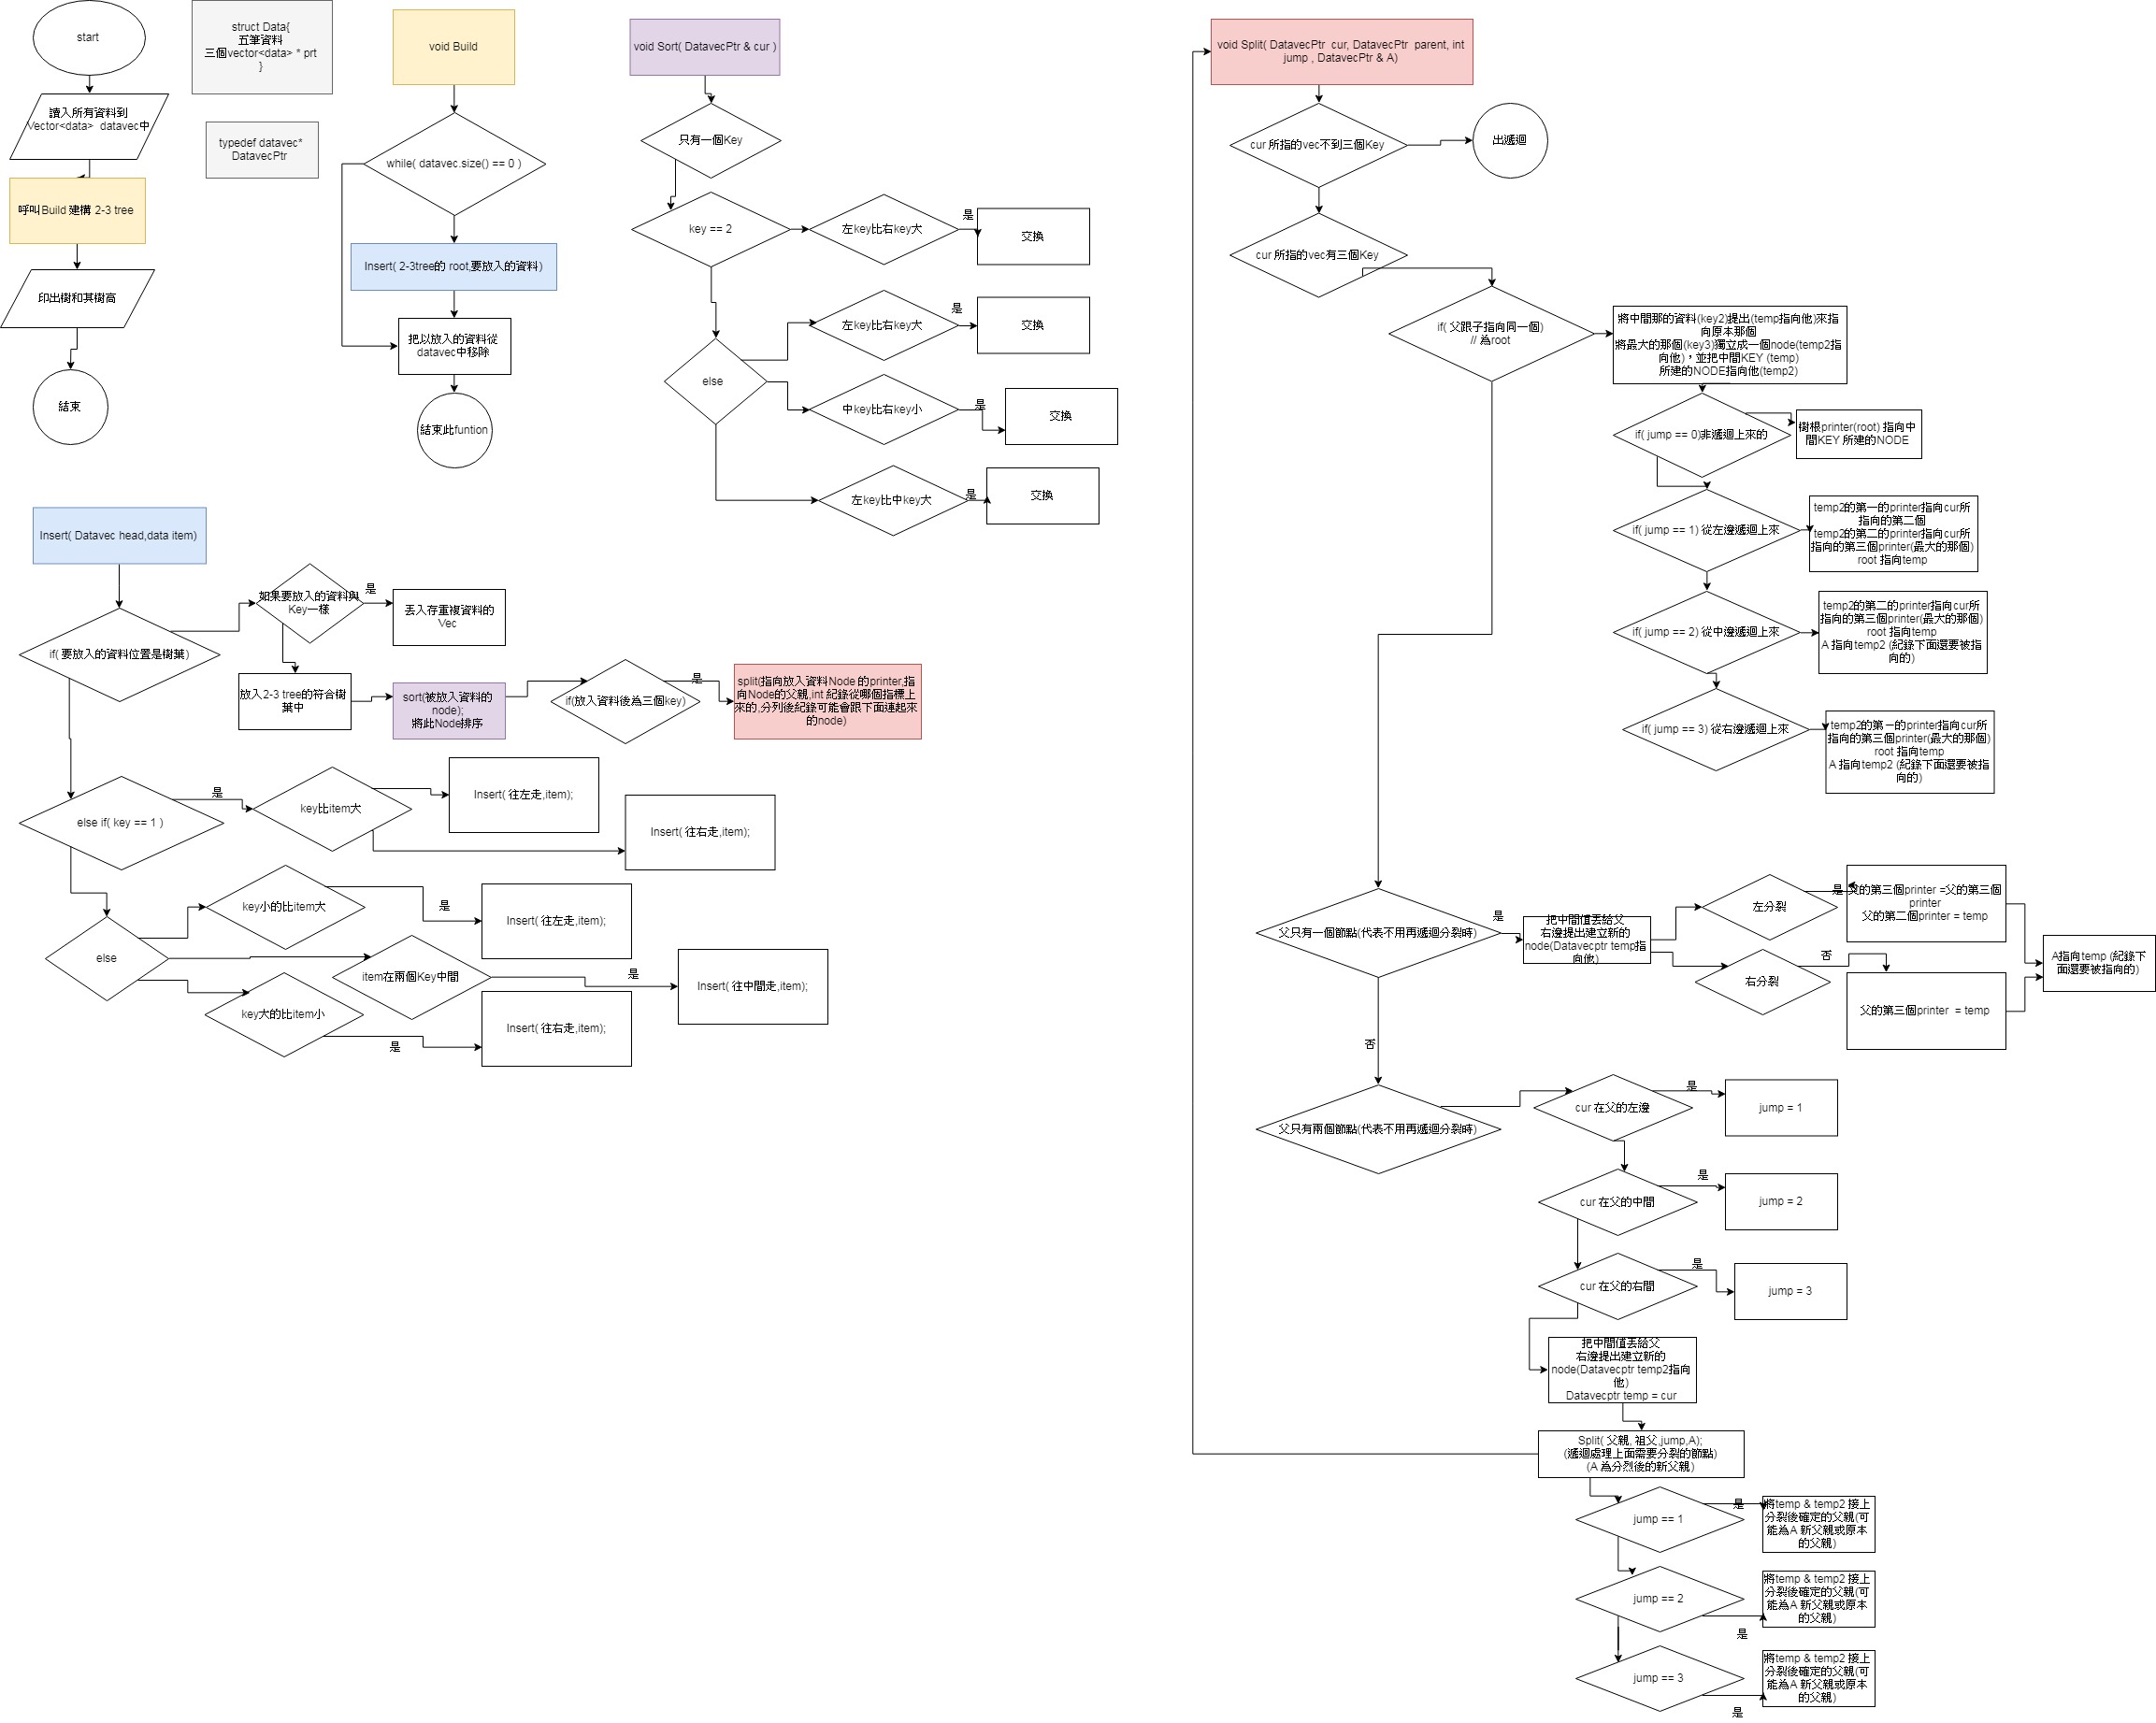 start
讀入所有資料到
Vector<data>  datavec中
呼叫Build 建構 2-3 tree
印出樹和其樹高
結束
struct Data{
五筆資料
三個vector<data> * prt
}
typedef datavec*
DatavecPtr
void Build
while( datavec.size() == 0 )
Insert( 2-3tree的 root,要放入的資料)
把以放入的資料從
datavec中移除
結束此funtion
void Sort( DatavecPtr & cur )
只有一個Key
key == 2
左key比右key大
是
交換
左key比右key大
是
交換
else
中key比右key小
是
交換
左key比中key大
是
交換
Insert( Datavec head,data item)
if( 要放入的資料位置是樹葉)
如果要放入的資料與
Key一樣
是
丟入存重複資料的
Vec
放入2-3 tree的符合樹
葉中
sort(被放入資料的
node);
將此Node排序
if(放入資料後為三個key)
是
split(指向放入資料Node 的printer,指
向Node的父親,int 紀錄從哪個指標上
來的,分列後紀錄可能會跟下面連起來
的node)
else if( key == 1 )
是
key比item大
Insert( 往左走,item);
Insert( 往右走,item);
else
key小的比item大
是
Insert( 往左走,item);
item在兩個Key中間
是
Insert( 往中間走,item);
key大的比item小
是
Insert( 往右走,item);
void Split( DatavecPtr  cur, DatavecPtr  parent, int
jump , DatavecPtr & A)
cur 所指的vec不到三個Key
出遞迴
cur 所指的vec有三個Key
if( 父跟子指向同一個)
// 為root
將中間那的資料(key2)提出(temp指向他)來指
向原本那個
將最大的那個(key3)獨立成一個node(temp2指
向他)，並把中間KEY (temp)
所建的NODE指向他(temp2)
if( jump == 0)非遞迴上來的
樹根printer(root) 指向中
間KEY 所建的NODE
if( jump == 1) 從左邊遞迴上來
temp2的第一的printer指向cur所
指向的第二個
temp2的第二的printer指向cur所
指向的第三個printer(最大的那個)
root 指向temp
if( jump == 2) 從中邊遞迴上來
temp2的第二的printer指向cur所
指向的第三個printer(最大的那個)
root 指向temp
A 指向temp2 (紀錄下面還要被指
向的)
if( jump == 3) 從右邊遞迴上來
temp2的第一的printer指向cur所
指向的第三個printer(最大的那個)
root 指向temp
A 指向temp2 (紀錄下面還要被指
向的)
父只有一個節點(代表不用再遞迴分裂時)
是
把中間值丟給父
右邊提出建立新的
node(Datavecptr temp指
向他)
左分裂
是
父的第三個printer =父的第三個
printer
父的第二個printer = temp
右分裂
否
父的第三個printer  = temp
A指向temp (紀錄下
面還要被指向的)
否
父只有兩個節點(代表不用再遞迴分裂時)
cur 在父的左邊
是
jump = 1
cur 在父的中間
是
jump = 2
cur 在父的右間
是
jump = 3
把中間值丟給父
右邊提出建立新的
node(Datavecptr temp2指向
他)
Datavecptr temp = cur
Split( 父親, 祖父,jump,A);
(遞迴處理上面需要分裂的節點)
(A 為分烈後的新父親)
jump == 1
是
將temp & temp2 接上
分裂後確定的父親(可
能為A 新父親或原本
的父親)
jump == 2
是
將temp & temp2 接上
分裂後確定的父親(可
能為A 新父親或原本
的父親)
jump == 3
是
將temp & temp2 接上
分裂後確定的父親(可
能為A 新父親或原本
的父親)